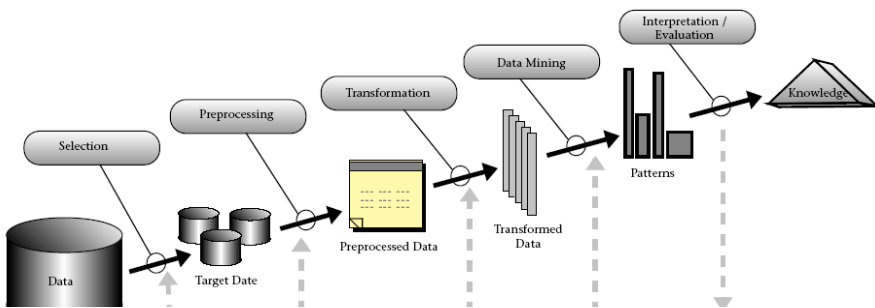 Interpretation /
Evaluation
Data Mining
Transformation
Preprocessing
Selection
Knowledge
Patterns
Transformed
Data
Preprocessed Data
Target Date
Data